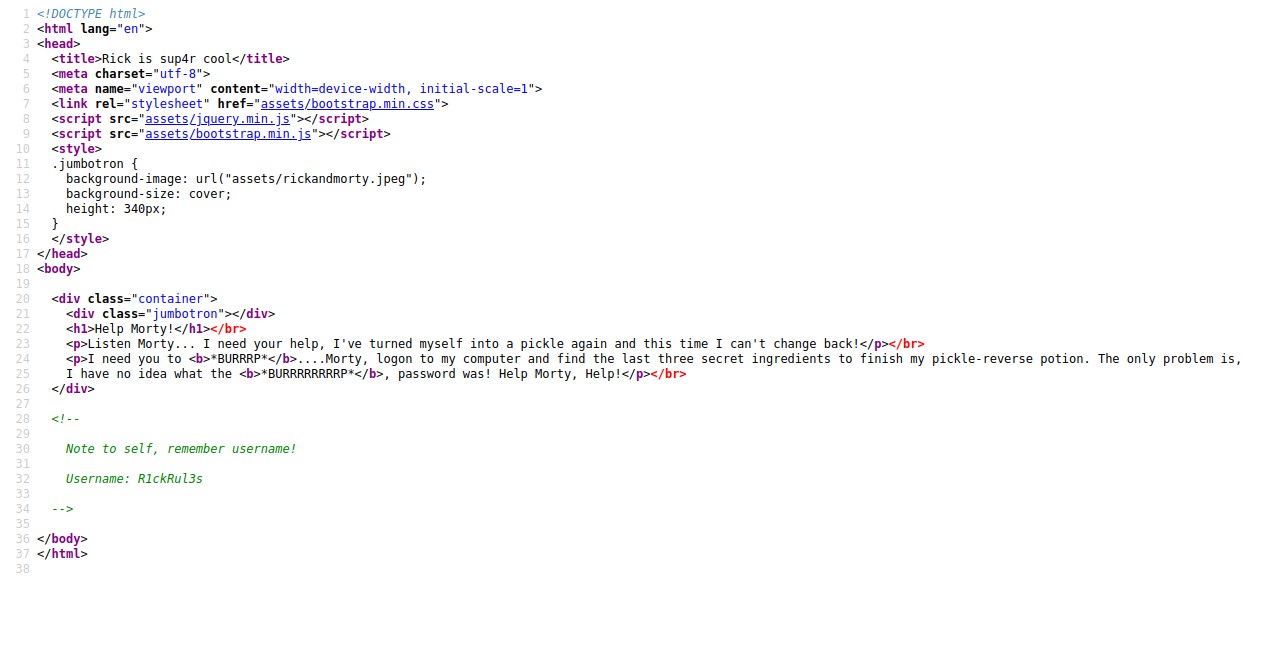 1 <!DOCTYPE html>
2 <html lang="en">
3 <head>
4   <title>Rick is sup4r cool</title>
5   <meta charset="utf-8">
6   <meta name="viewport" content="width=device-width, initial-scale=1">
7   <link rel="stylesheet" href="assets/bootstrap.min.css">
8   <script src="assets/jquery.min.js"></script>
9   <script src="assets/bootstrap.min.js"></script>
10   <style>
11   .jumbotron {
12     background-image: url("assets/rickandmorty.jpeg");
13     background-size: cover;
14     height: 340px;
15   }
16   </style>
17 </head>
18 <body>
19
20   <div class="container">
21     <div class="jumbotron"></div>
22     <h1>Help Morty!</h1></br>
23     <p>Listen Morty... I need your help, I've turned myself into a pickle again and this time I can't change back!</p></br>
24     <p>I need you to <b>*BURRRP*</b>....Morty, logon to my computer and find the last three secret ingredients to finish my pickle-reverse potion. The only problem is,
25     I have no idea what the <b>*BURRRRRRRRP*</b>, password was! Help Morty, Help!</p></br>
26   </div>
27
28   <!--
29
30     Note to self, remember username!
31
32     Username: R1ckRul3s
33
34   -->
35
36 </body>
37 </html>
38